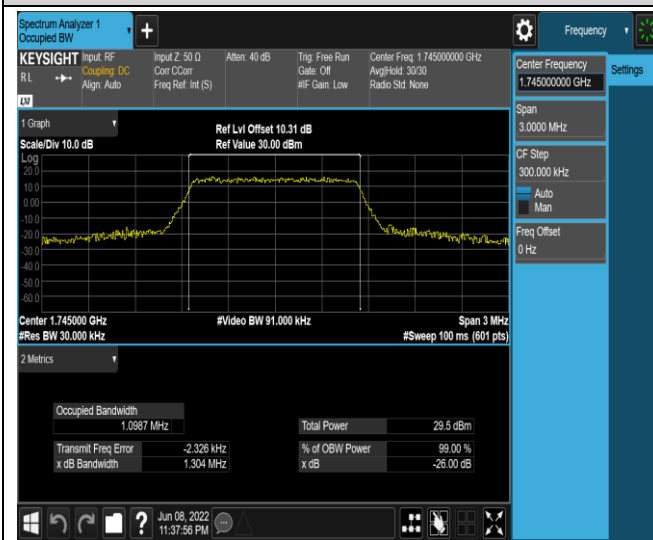 Spectrum Analyzer 1
Occupied BW
+
Frequency
KEYSIGHT
RL
LXI
Input: RF
Coupling: DC
Align: Auto
Input Z: 50 Ω
Corr CCorr
Freq Ref: Int (S)
Atten: 40 dB
Trig: Free Run
Gate: Off
#IF Gain: Low
Center Freq: 1.745000000 GHz
Avg|Hold: 30/30
Radio Std: None
Center Frequency
1.745000000 GHz
Settings
Span
3.0000 MHz
CF Step
300.000 kHz
Auto
Man
Freq Offset
0 Hz
1 Graph
Scale/Div 10.0 dB
Ref Lvl Offset 10.31 dB
Ref Value 30.00 dBm
Log
20.0
10.0
0.00
-10.0
-20.0
-30.0
-40.0
-50.0
-60.0
Center 1.745000 GHz
#Res BW 30.000 kHz
#Video BW 91.000 kHz
Span 3 MHz
#Sweep 100 ms (601 pts)
2 Metrics
Occupied Bandwidth
1.0987 MHz
Total Power 29.5 dBm
Transmit Freq Error -2.326 kHz
% of OBW Power 99.00 %
x dB Bandwidth 1.304 MHz
x dB -26.00 dB
?
Jun 08, 2022
11:37:56 PM